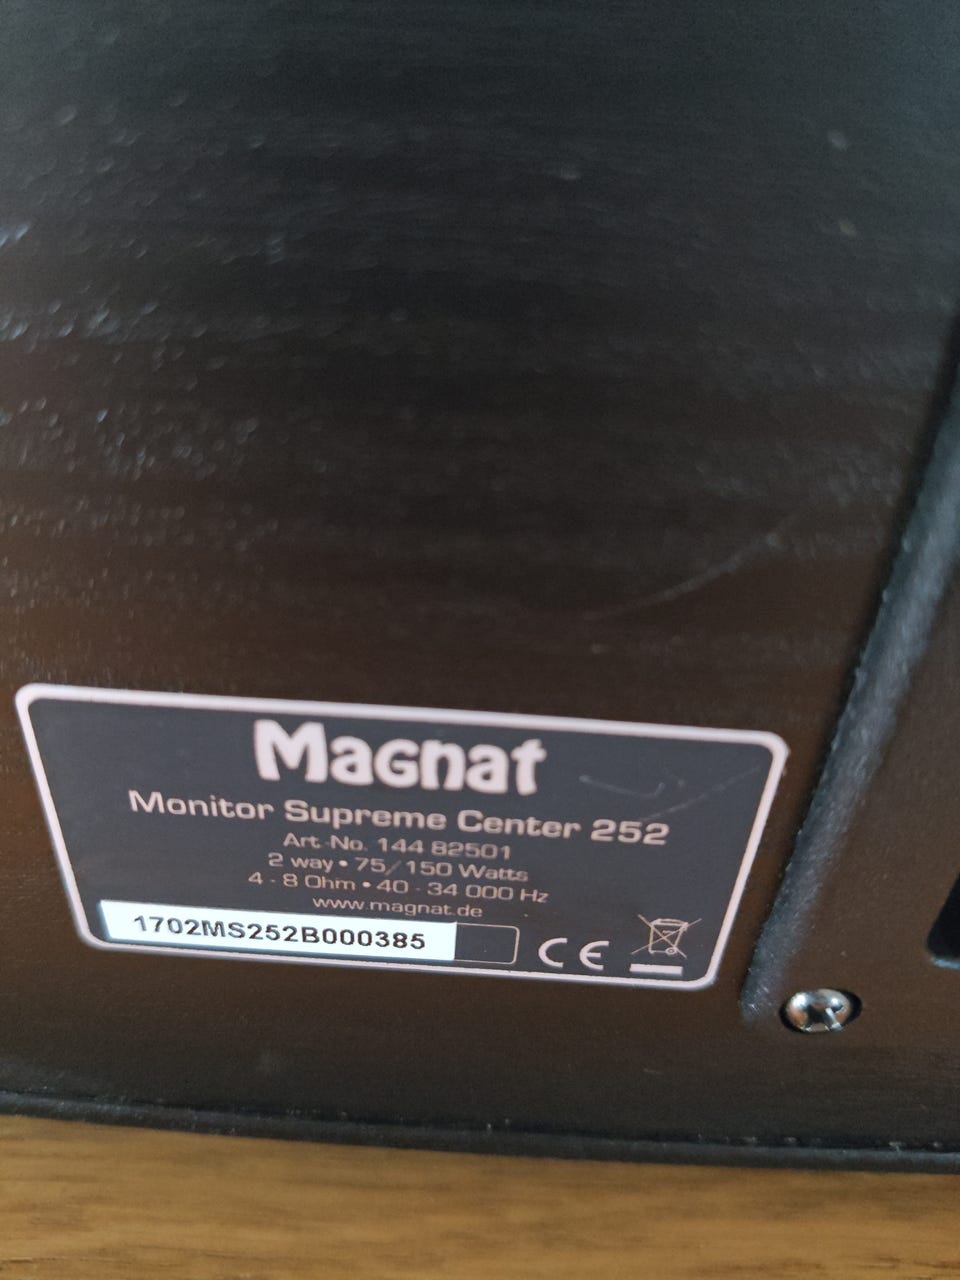 Magnat
Monitor Supreme Center 252
Art-No. 144 82501
2 way • 75/150 Watts
4 - 8 Ohm • 40 - 34 000 Hz
www.magnat.de
1702MS252B000385
CE